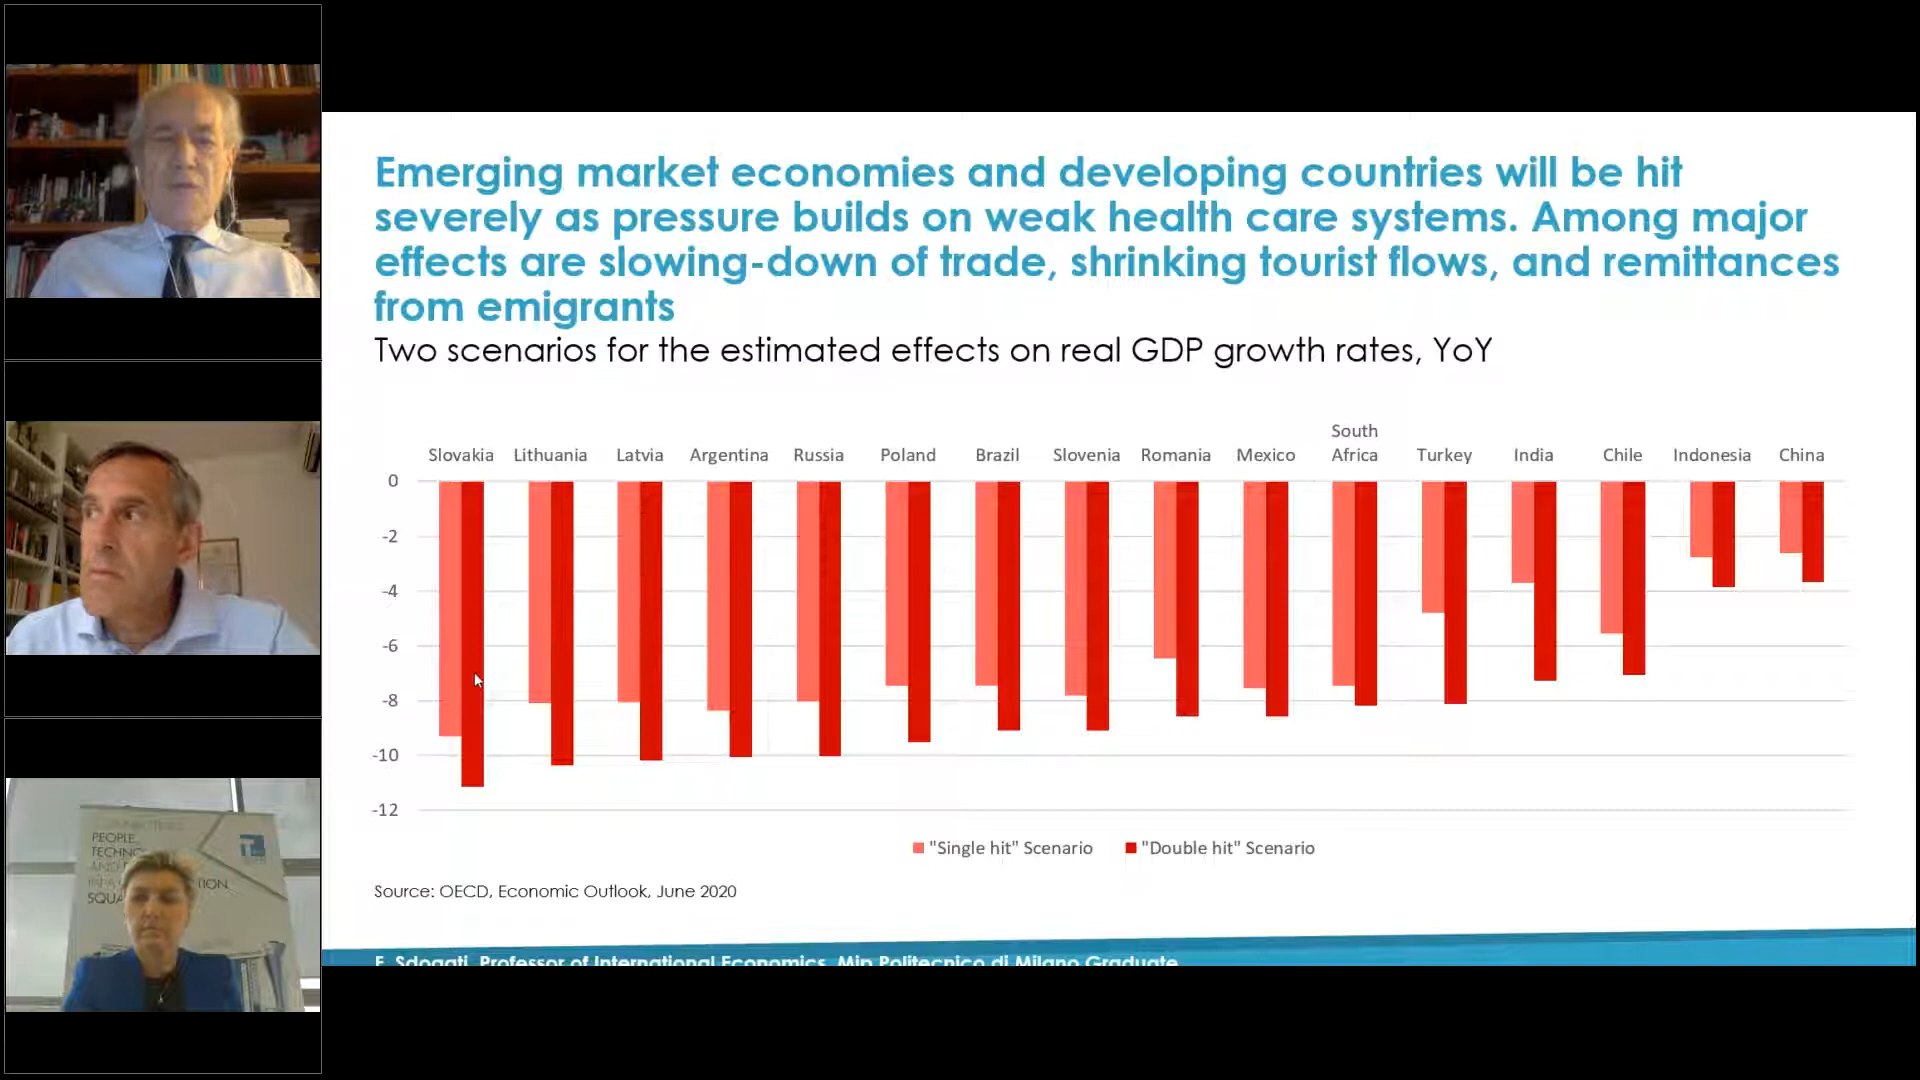 Emerging market economies and developing countries will be hit
severely as pressure builds on weak health care systems. Among major
effects are slowing-down of trade, shrinking tourist flows, and remittances
from emigrants
Two scenarios for the estimated effects on real GDP growth rates, YoY
Slovakia Lithuania Latvia Argentina Russia Poland Brazil Slovenia Romania Mexico South Africa Turkey India Chile Indonesia China
0
-2
-4
-6
-8
-10
-12
"Single hit" Scenario "Double hit" Scenario
Source: OECD, Economic Outlook, June 2020
F. Sdogati, Professor of International Economics, Mip Politecnico di Milano Graduate
PEOPLE,
SQUA